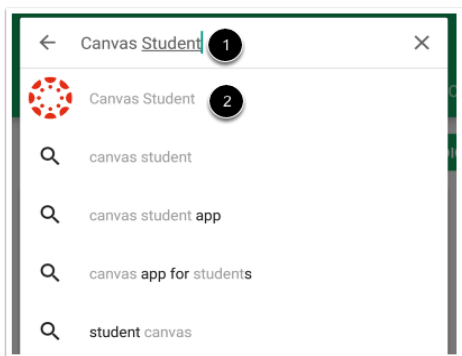 Canvas Student 1
Canvas Student 2
canvas student
canvas student app
canvas app for students
student canvas